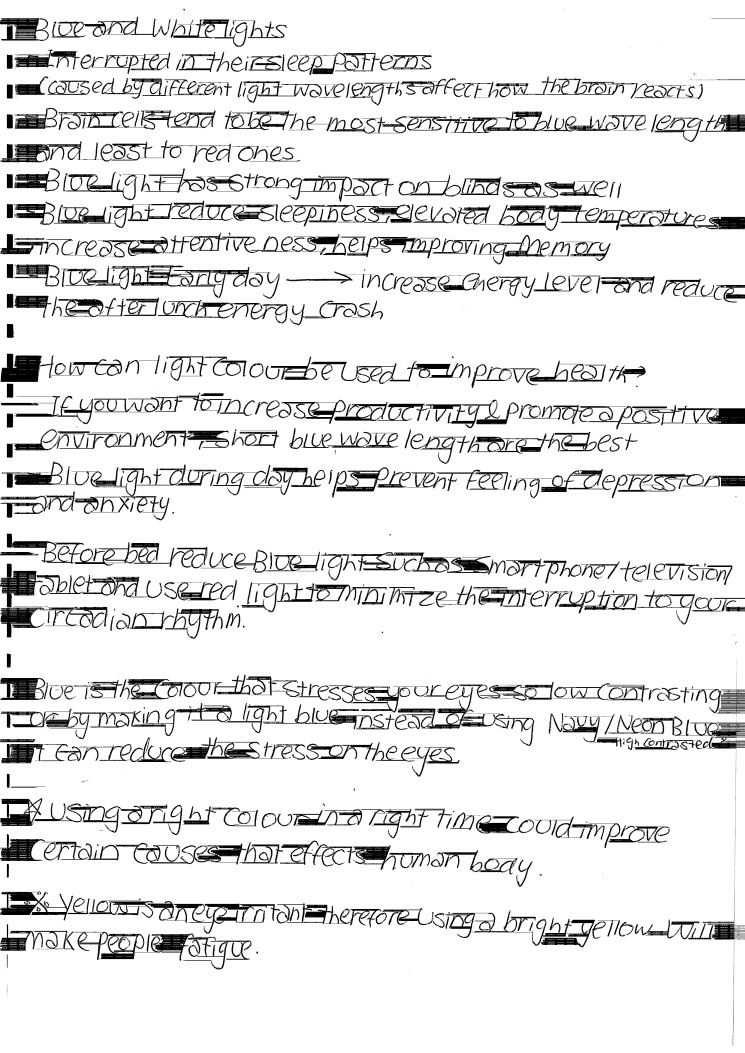 Blue and White lights
- Interrupted in their sleep patterns
(caused by different light wavelengths affect how the brain reacts)
- Brain cells tend to be the most sensitive to blue wave length
and least to red ones
- Blue light has strong impact on blinds as well
- Blue light reduce sleepiness, elevated body temperatures
increase attentiveness, helps improving memory
- Blue light Early day → increase energy level and reduce
the after lunch energy crash
How can light colour be used to improve health?
- If you want to increase productivity & promote a positive
environment, short blue wave length are the best
- Blue light during day helps prevent feeling of depression
and anxiety.
- Before bed reduce Blue light such as smartphone/television/
tablet and use red light to minimize the interruption to your
circadian rhythm.
Blue is the colour that stresses your eyes so low contrasting
or by making it a light blue instead of using Navy/Neon Blue
High contrasted
it can reduce the stress on the eyes.
☆ Using a right colour in a right time could improve
certain causes that effects human body.
※ Yellow is an eye irritant therefore using a bright yellow will
make people fatigue.